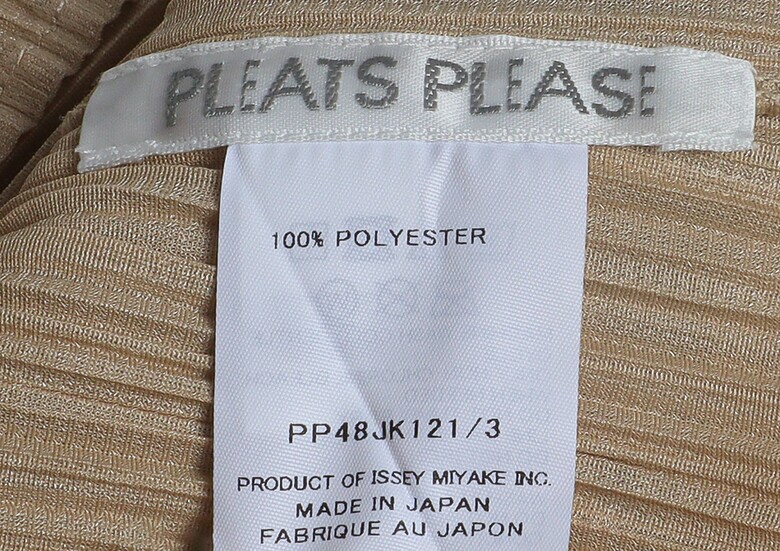 PLEATS PLEASE
100% POLYESTER
PP48JK121/3
PRODUCT OF ISSEY MIYAKE INC.
MADE IN JAPAN
FABRIQUE AU JAPON